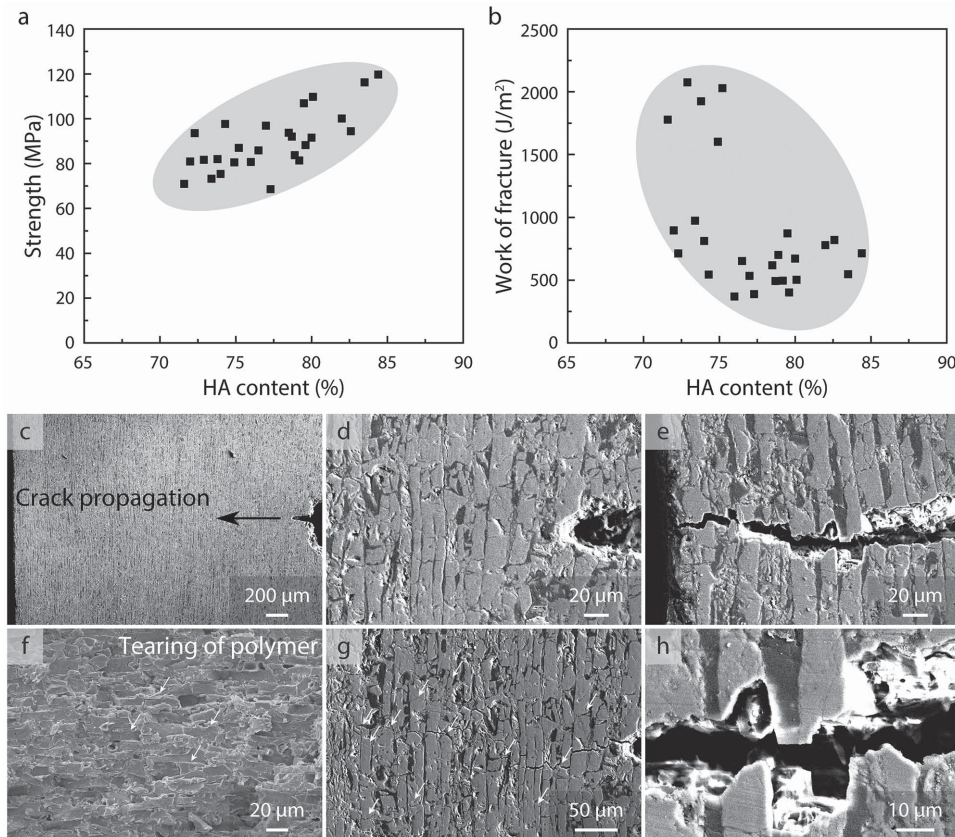 a
b
140
120
100
80
60
40
20
0
Strength (MPa)
65 70 75 80 85 90
HA content (%)
2500
2000
1500
1000
500
0
Work of fracture (J/m²)
65 70 75 80 85 90
HA content (%)
c
Crack propagation
200 μm
d
20 μm
e
20 μm
f
Tearing of polymer
20 μm
g
50 μm
h
10 μm